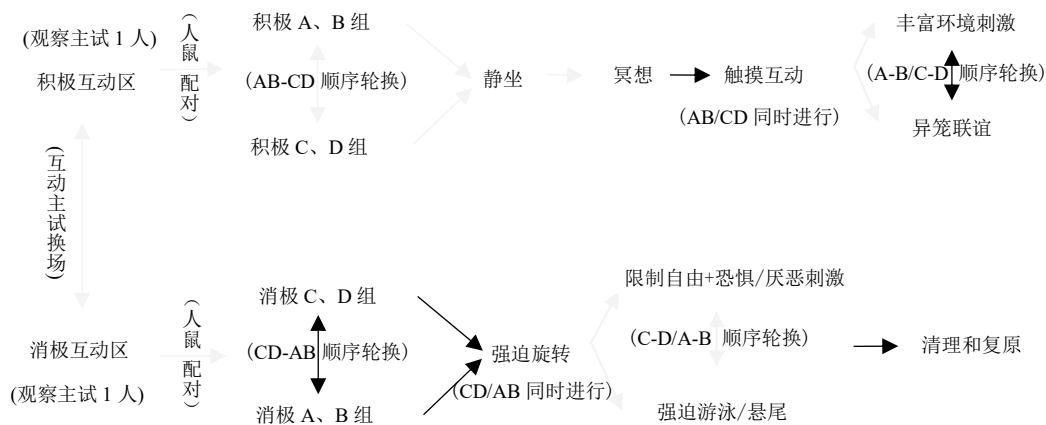 (观察主试 1 人)
积极互动区
(人鼠 配对)
积极 A、B 组
(AB-CD 顺序轮换)
积极 C、D 组
静坐
冥想
触摸互动
(AB/CD 同时进行)
丰富环境刺激
(A-B/C-D 顺序轮换)
异笼联谊
(互动主试换场)
消极互动区
(观察主试 1 人)
(人鼠 配对)
消极 C、D 组
(CD-AB 顺序轮换)
消极 A、B 组
强迫旋转
(CD/AB 同时进行)
限制自由+恐惧/厌恶刺激
(C-D/A-B 顺序轮换)
强迫游泳/悬尾
清理和复原